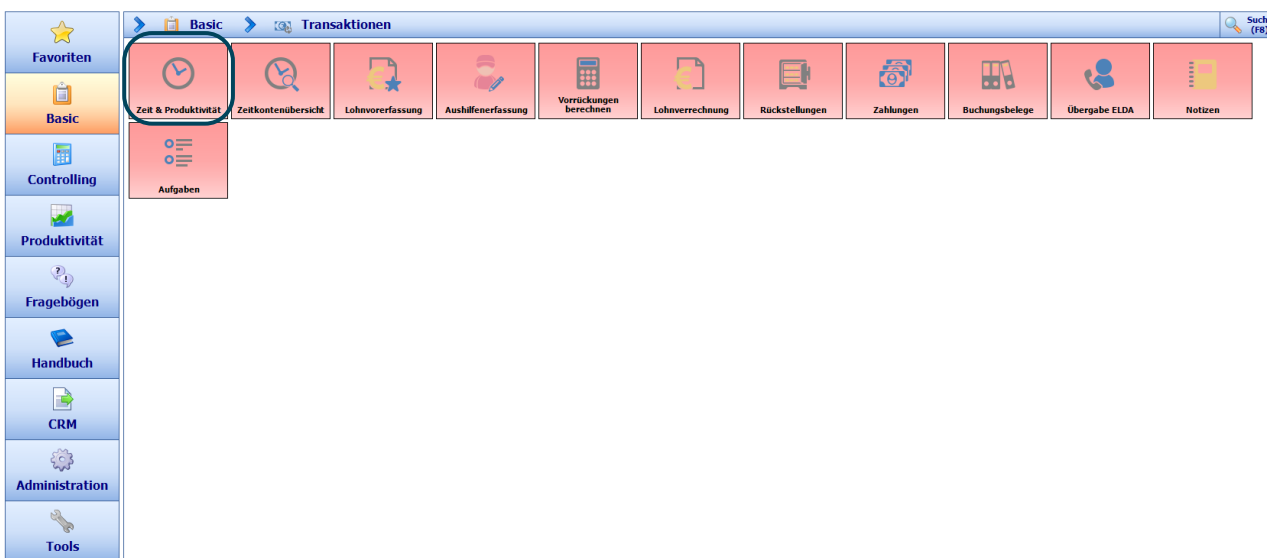 Favoriten
Basic
Controlling
Produktivität
Fragebögen
Handbuch
CRM
Administration
Tools
Basic
Transaktionen
Such
(F8)
Zeit & Produktivität
Zeitkontenübersicht
Lohnvorerfassung
Aushilfenerfassung
Vorrückungen
berechnen
Lohnverrechnung
Rückstellungen
Zahlungen
Buchungsbelege
Übergabe ELDA
Notizen
Aufgaben